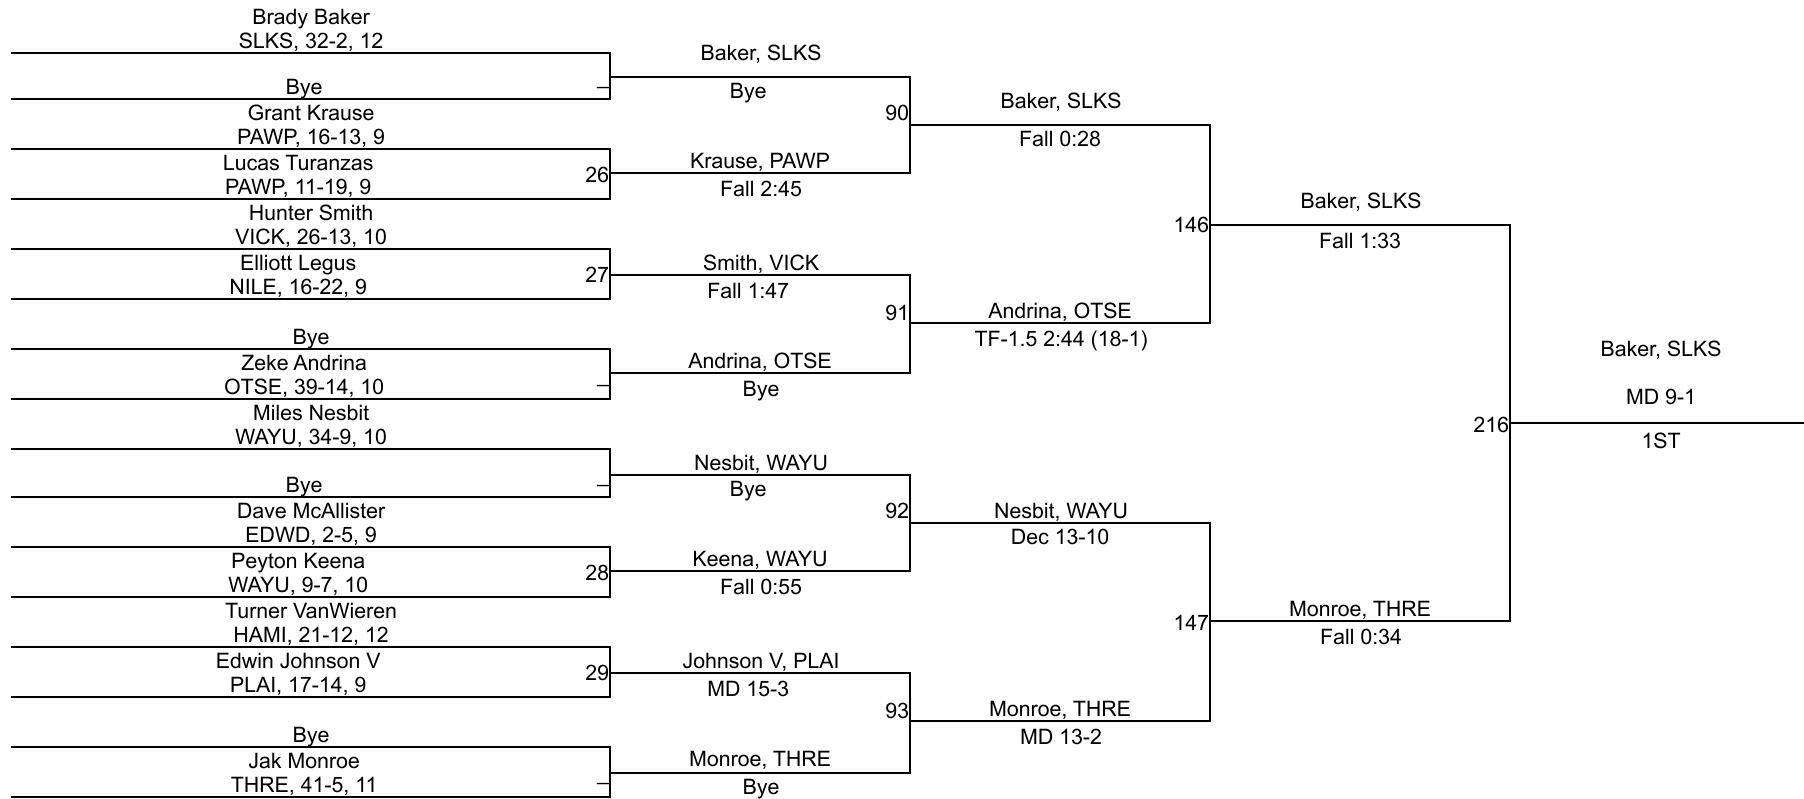 Brady Baker
SLKS, 32-2, 12
Bye
Grant Krause
PAWP, 16-13, 9
Lucas Turanzas
PAWP, 11-19, 9
26
Hunter Smith
VICK, 26-13, 10
Elliott Legus
NILE, 16-22, 9
27
Bye
Zeke Andrina
OTSE, 39-14, 10
Miles Nesbit
WAYU, 34-9, 10
Bye
Dave McAllister
EDWD, 2-5, 9
Peyton Keena
WAYU, 9-7, 10
28
Turner VanWieren
HAMI, 21-12, 12
Edwin Johnson V
PLAI, 17-14, 9
29
Bye
Jak Monroe
THRE, 41-5, 11
Baker, SLKS
Bye
90
Krause, PAWP
Fall 2:45
Smith, VICK
Fall 1:47
91
Andrina, OTSE
Bye
Nesbit, WAYU
Bye
92
Keena, WAYU
Fall 0:55
Johnson V, PLAI
MD 15-3
93
Monroe, THRE
Bye
Baker, SLKS
Fall 0:28
146
Andrina, OTSE
TF-1.5 2:44 (18-1)
Nesbit, WAYU
Dec 13-10
147
Monroe, THRE
MD 13-2
Baker, SLKS
Fall 1:33
216
Monroe, THRE
Fall 0:34
Baker, SLKS
MD 9-1
1ST